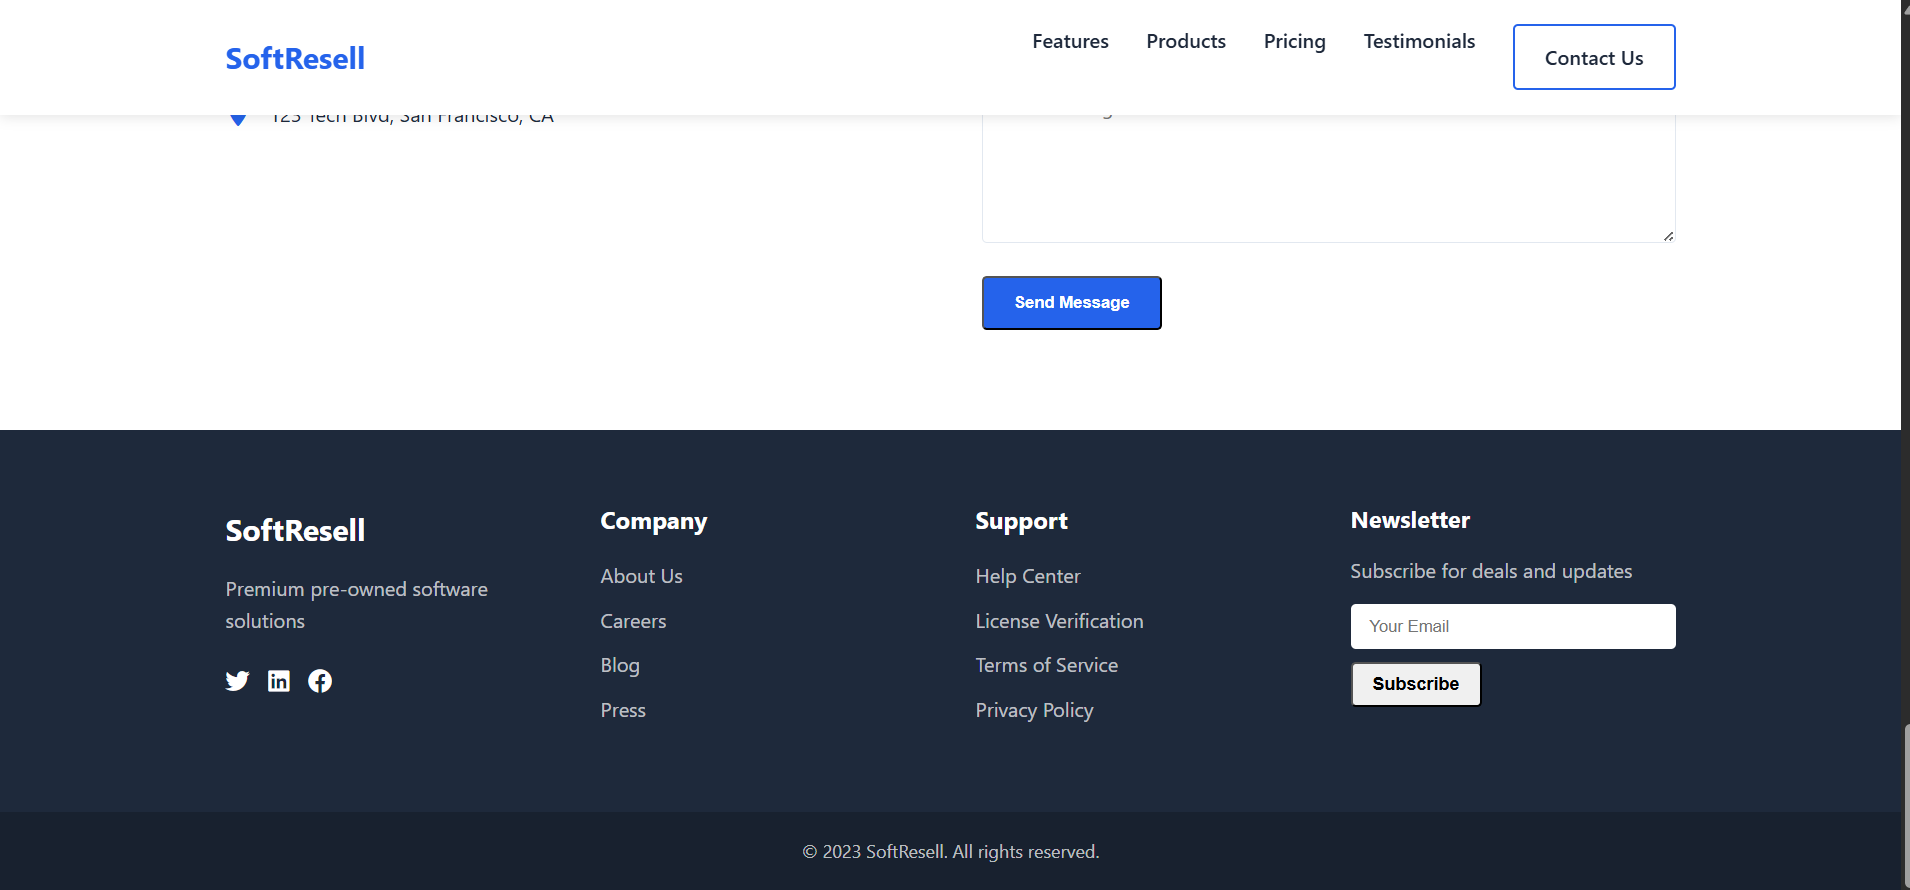 SoftResell
Features Products Pricing Testimonials Contact Us
123 Tech Blvd, San Francisco, CA
Send Message
SoftResell
Premium pre-owned software
solutions
Company
About Us
Careers
Blog
Press
Support
Help Center
License Verification
Terms of Service
Privacy Policy
Newsletter
Subscribe for deals and updates
Your Email
Subscribe
© 2023 SoftResell. All rights reserved.